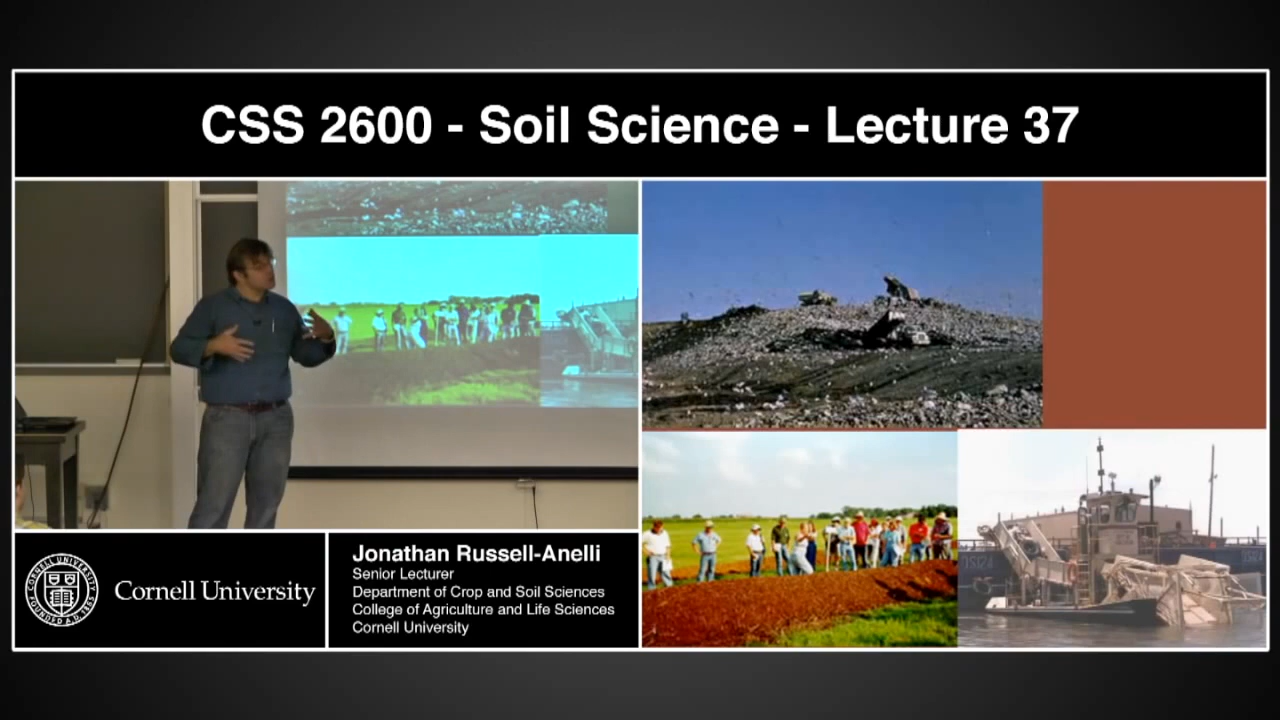 CSS 2600 - Soil Science - Lecture 37
Cornell University
Jonathan Russell-Anelli
Senior Lecturer
Department of Crop and Soil Sciences
College of Agriculture and Life Sciences
Cornell University